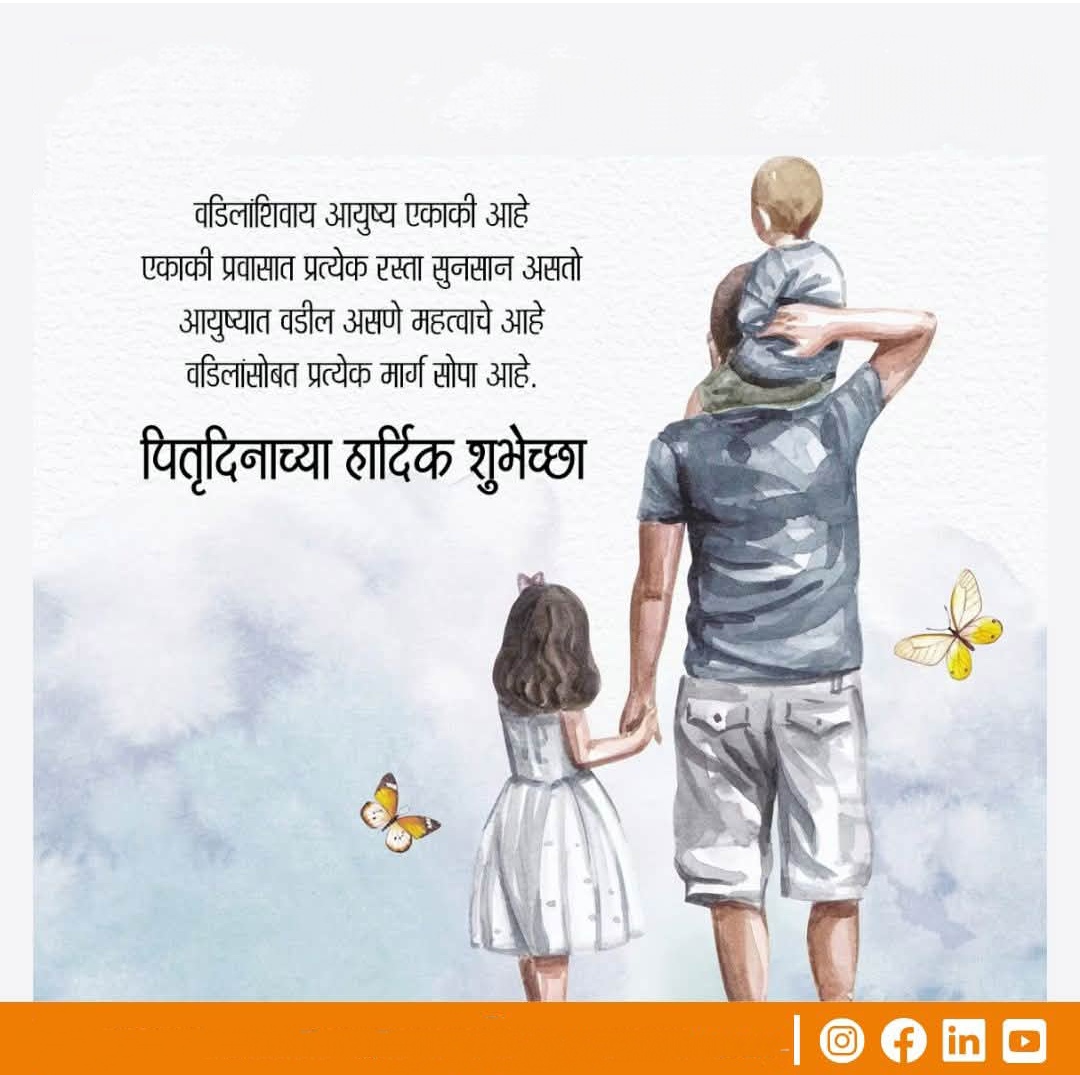 वडिलांशिवाय आयुष्य एकाकी आहे
एकाकी प्रवासात प्रत्येक रस्ता सुनसान असतो
आयुष्यात वडील असणे महत्वाचे आहे
वडिलांसोबत प्रत्येक मार्ग सोपा आहे.
पितृदिनाच्या हार्दिक शुभेच्छा